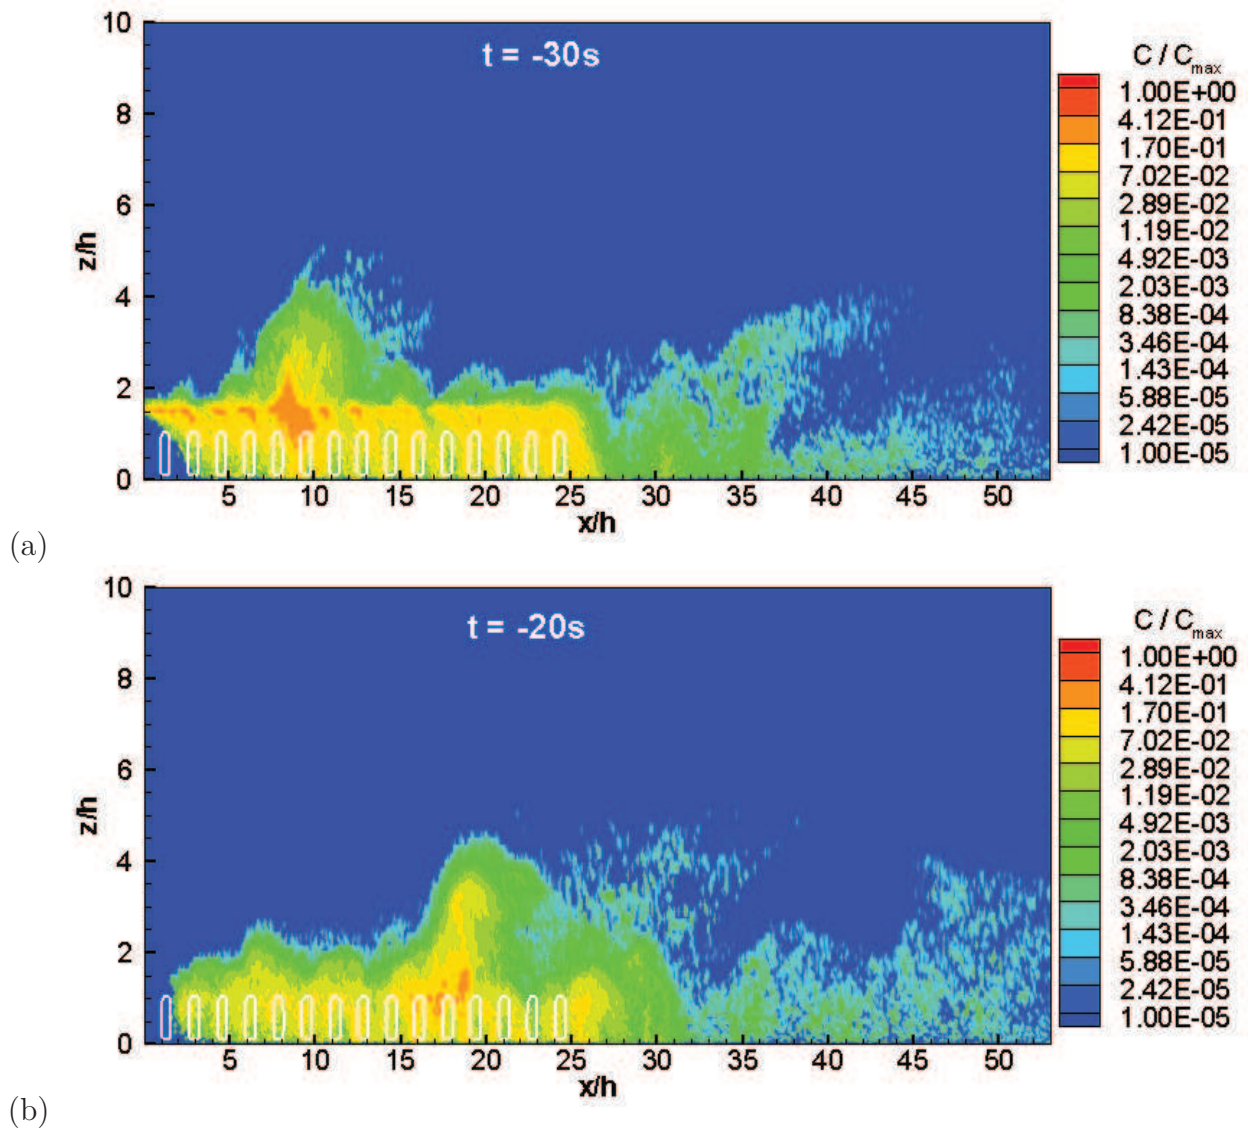 10
8
6
4
2
0
z/h
t = -30s
5 10 15 20 25 30 35 40 45 50
x/h
C / Cmax
1.00E+00
4.12E-01
1.70E-01
7.02E-02
2.89E-02
1.19E-02
4.92E-03
2.03E-03
8.38E-04
3.46E-04
1.43E-04
5.88E-05
2.42E-05
1.00E-05
(a)
10
8
6
4
2
0
z/h
t = -20s
5 10 15 20 25 30 35 40 45 50
x/h
C / Cmax
1.00E+00
4.12E-01
1.70E-01
7.02E-02
2.89E-02
1.19E-02
4.92E-03
2.03E-03
8.38E-04
3.46E-04
1.43E-04
5.88E-05
2.42E-05
1.00E-05
(b)